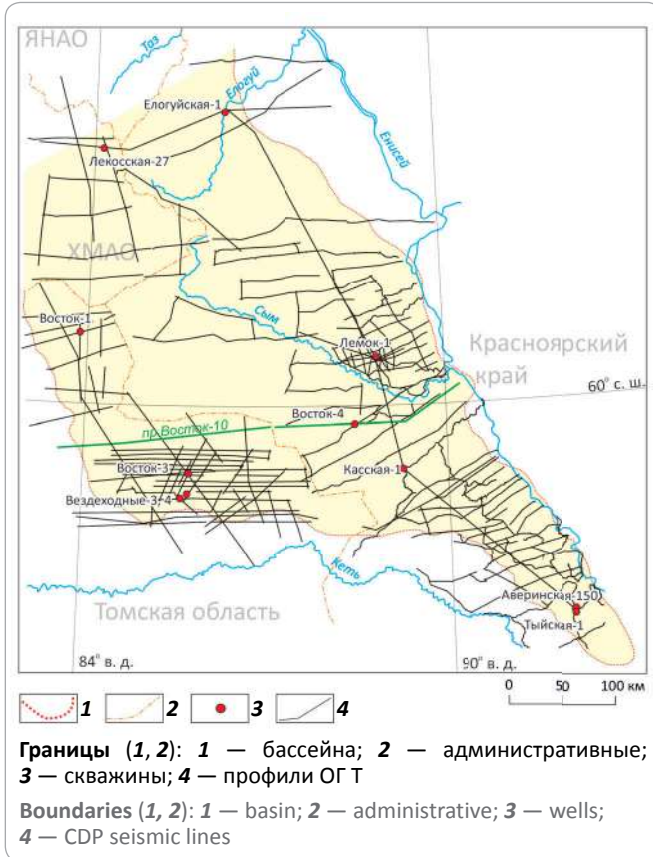 ЯНАО
Таз
Елогуй
Елогуйская-1
Енисей
Лекосская-27
ХМАО
Восток-1
Сым
Лемок-1
Красноярский
край
60° с. ш.
Восток-4
пр.Восток-10
Восток-3
Касская-1
Вездеходные-3, 4
Кеть
Аверинская-150
Томская область
Тыйская-1
84° в. д.
90° в. д.
0 50 100 км
1 2 3 4
Границы (1, 2): 1 — бассейна; 2 — административные;
3 — скважины; 4 — профили ОГ Т
Boundaries (1, 2): 1 — basin; 2 — administrative; 3 — wells;
4 — CDP seismic lines